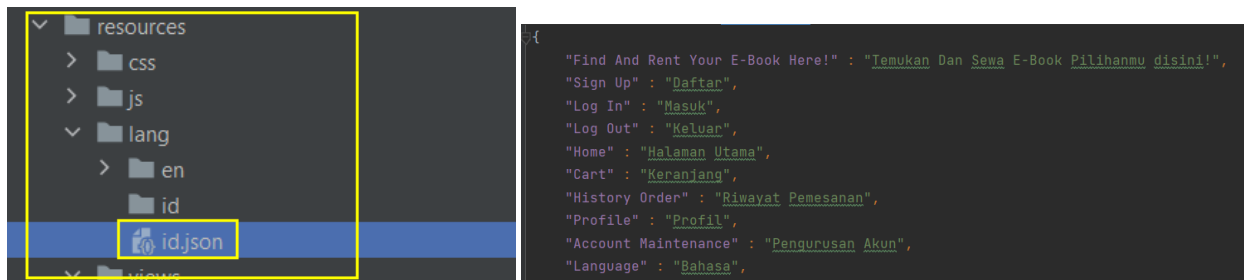 resources
css
js
lang
en
id
id.json
views
{
"Find And Rent Your E-Book Here!" : "Temukan Dan Sewa E-Book Pilihanmu disini!",
"Sign Up" : "Daftar",
"Log In" : "Masuk",
"Log Out" : "Keluar",
"Home" : "Halaman Utama",
"Cart" : "Keranjang",
"History Order" : "Riwayat Pemesanan",
"Profile" : "Profil",
"Account Maintenance" : "Pengurusan Akun",
"Language" : "Bahasa",